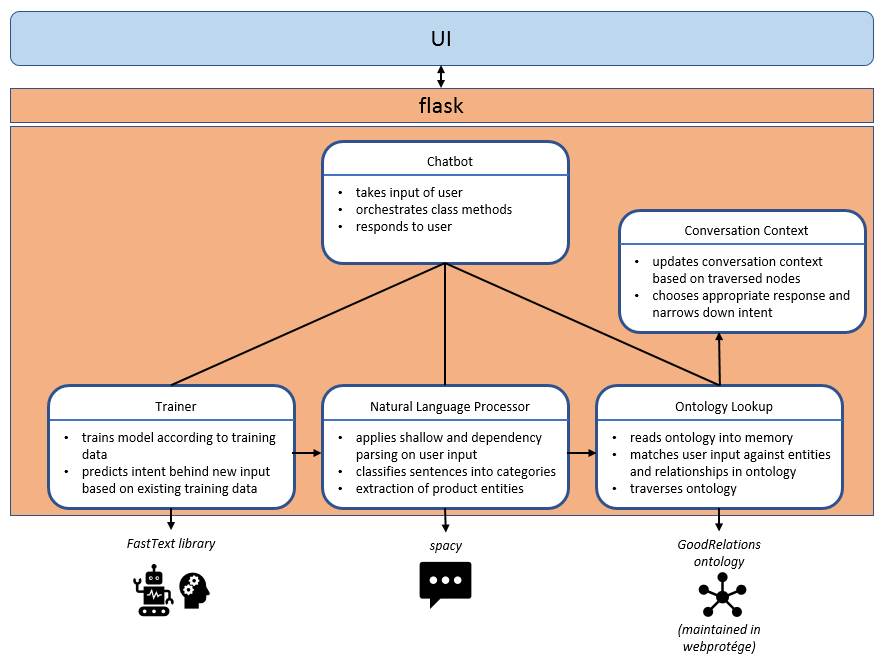 UI
flask
Chatbot
• takes input of user
• orchestrates class methods
• responds to user
Conversation Context
• updates conversation context
based on traversed nodes
• chooses appropriate response and
narrows down intent
Trainer
• trains model according to training
data
• predicts intent behind new input
based on existing training data
Natural Language Processor
• applies shallow and dependency
parsing on user input
• classifies sentences into categories
• extraction of product entities
Ontology Lookup
• reads ontology into memory
• matches user input against entities
and relationships in ontology
• traverses ontology
FastText library
spacy
GoodRelations
ontology
(maintained in
webprotége)